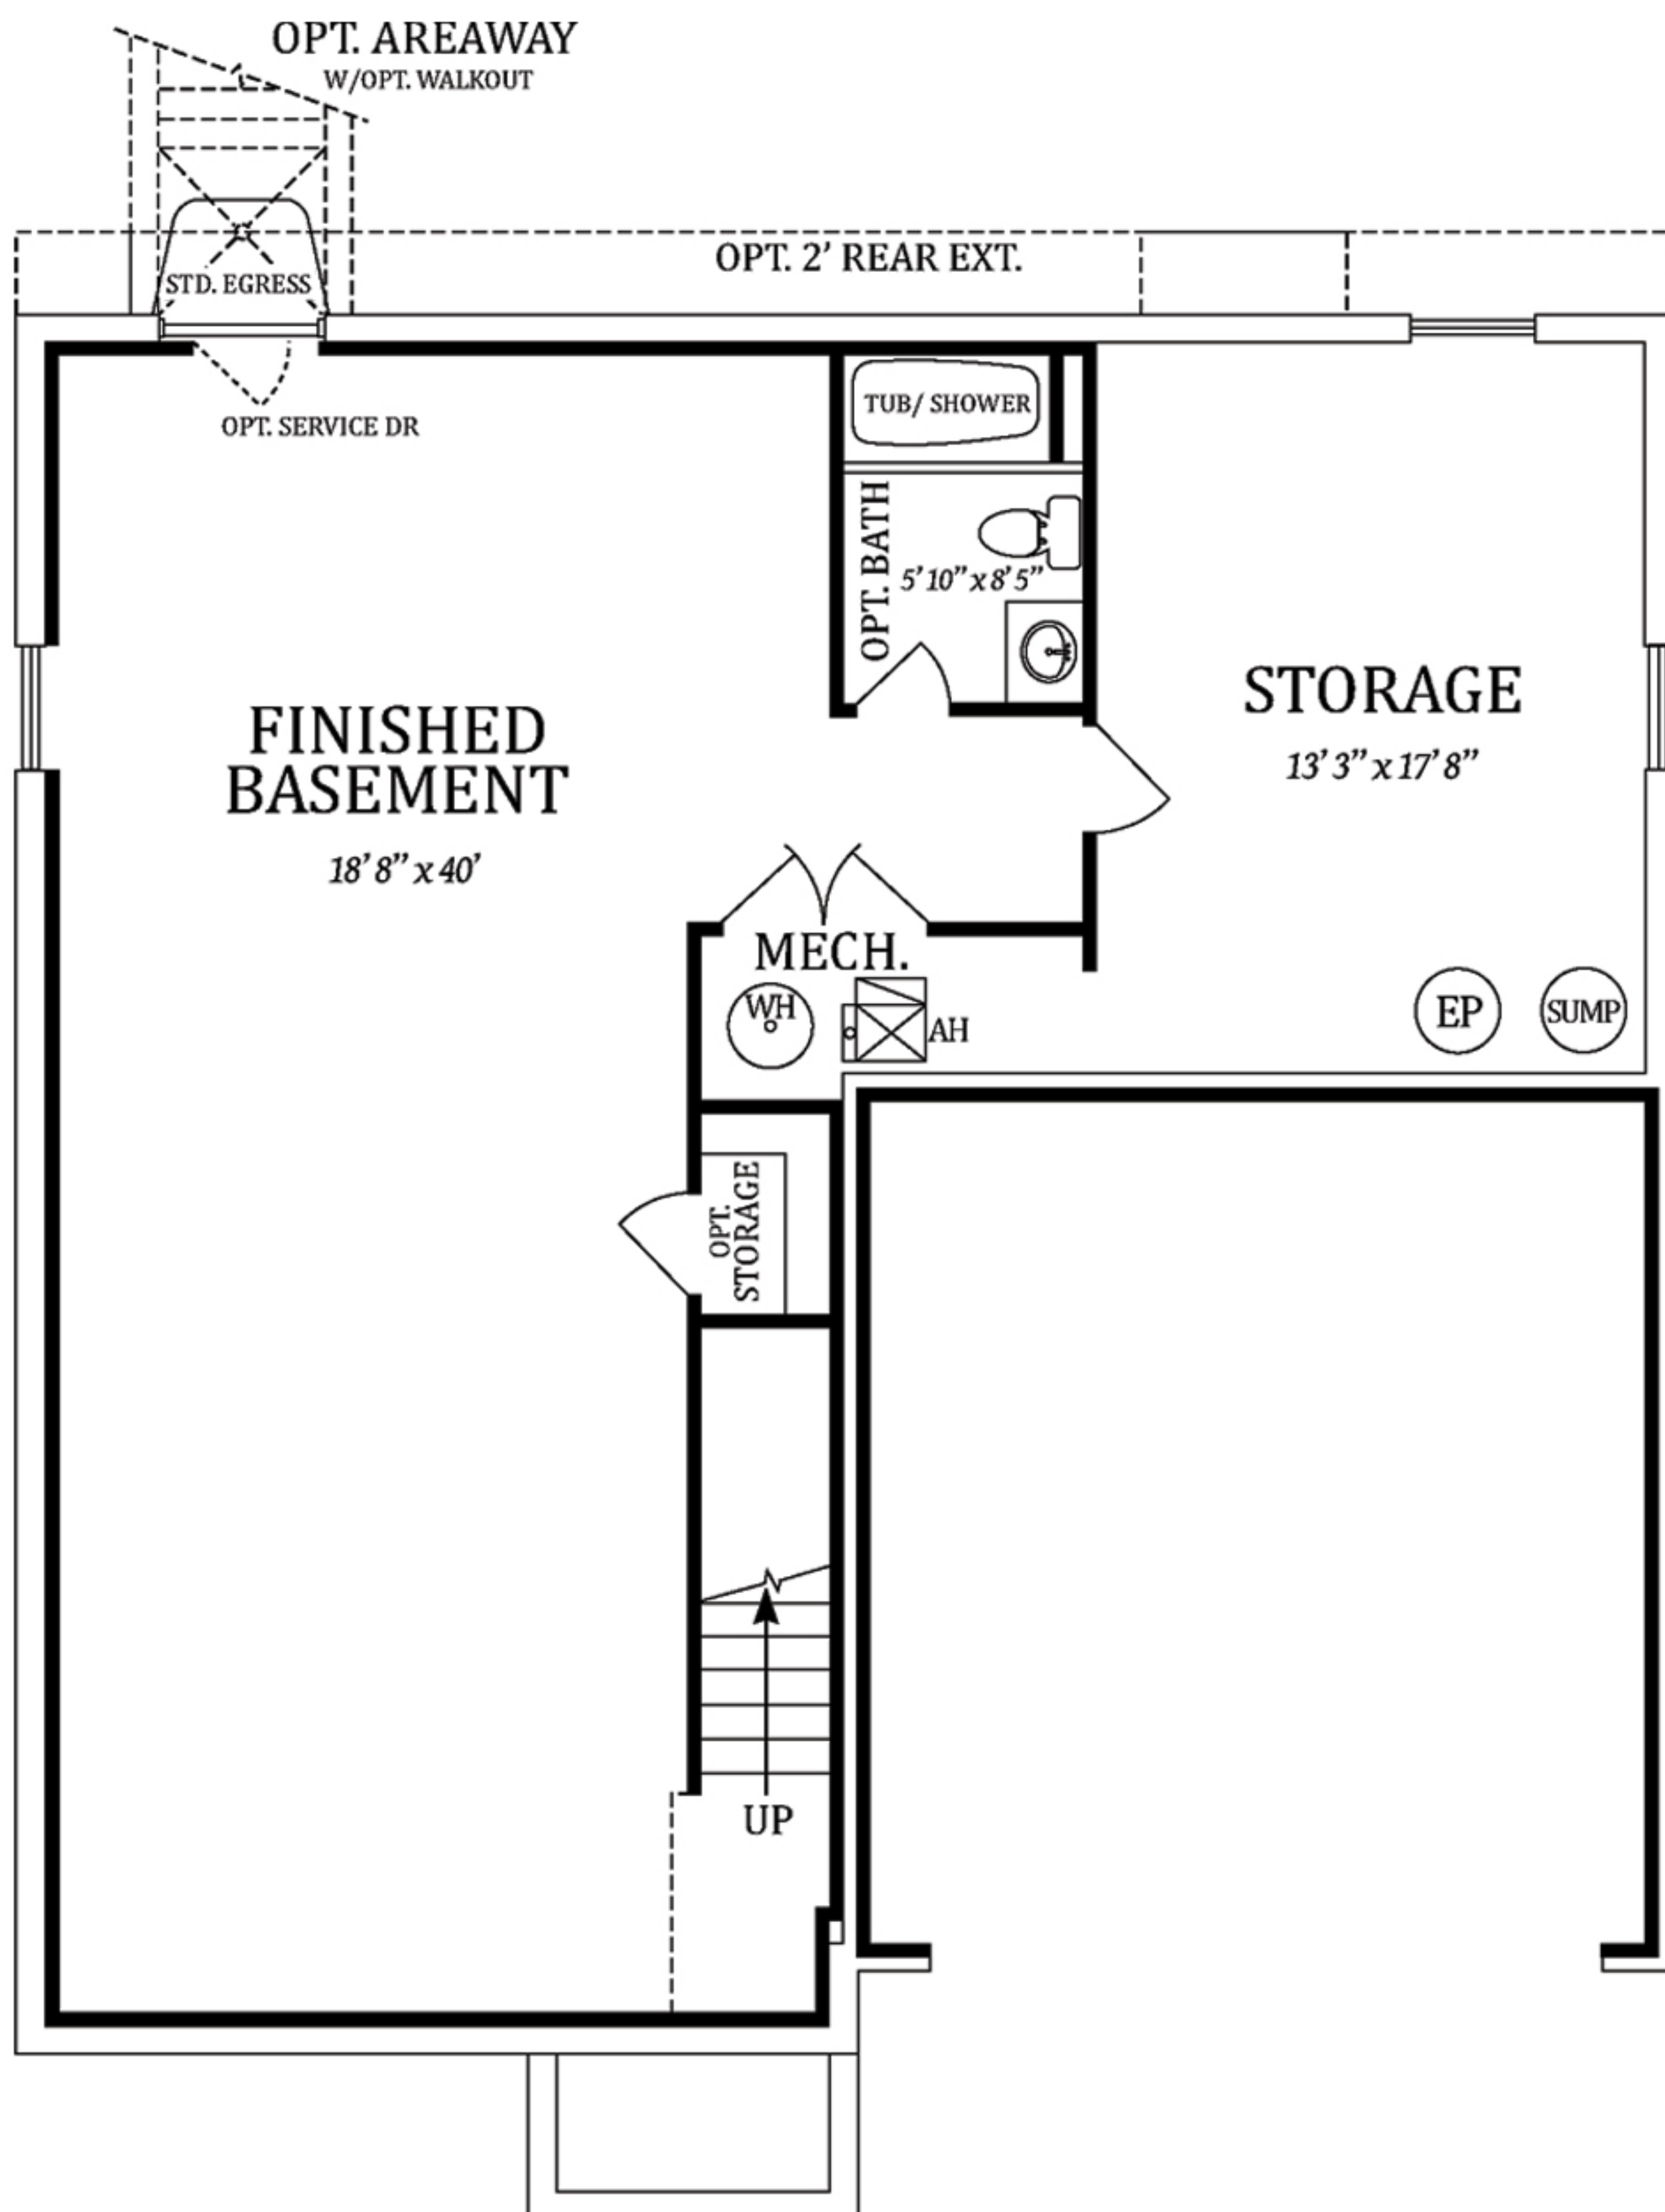 OPT. AREAWAY
W/OPT. WALKOUT
OPT. 2’ REAR EXT.
STD. EGRESS
OPT. SERVICE DR
TUB/ SHOWER
OPT. BATH
5’ 10” x 8’ 5”
STORAGE
13’ 3” x 17’ 8”
FINISHED
BASEMENT
18’ 8” x 40’
MECH.
WH
AH
EP
SUMP
OPT.
STORAGE
UP